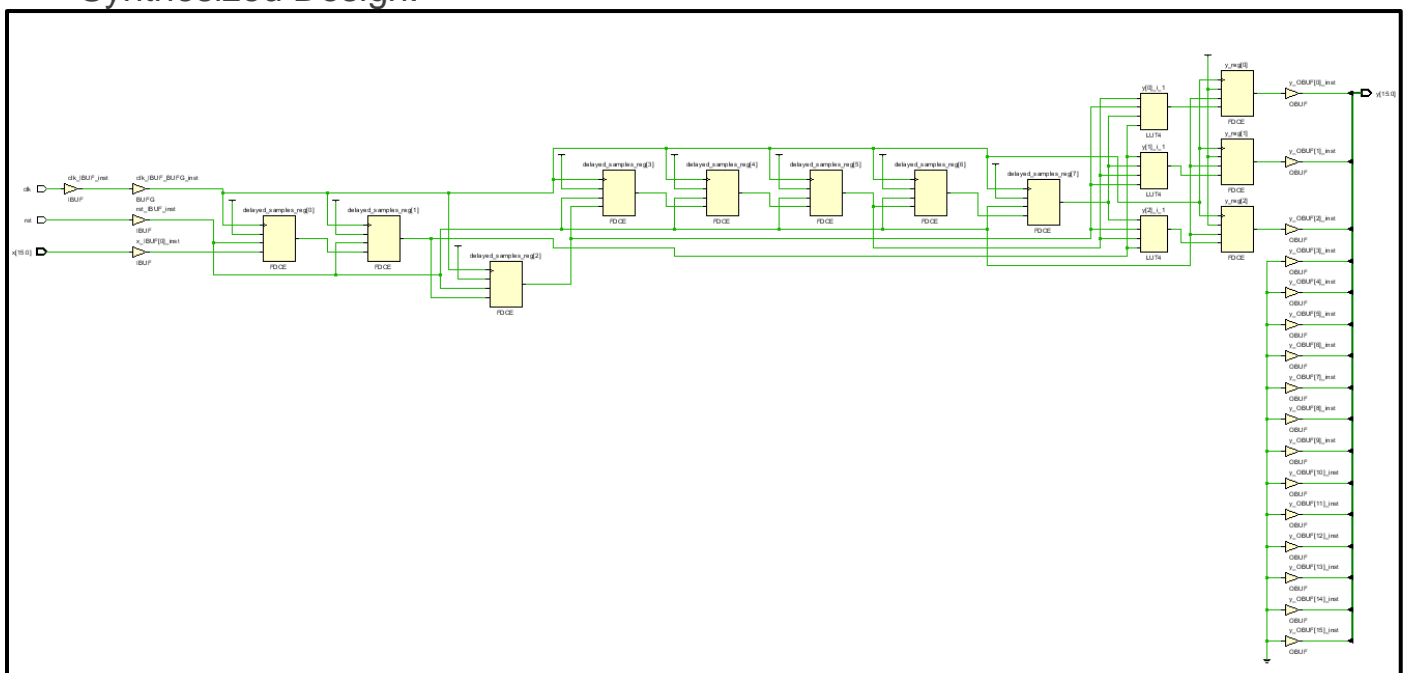 Synthesized Design:
clk
clk_IBUF_inst
IBUF
clk_IBUF_BUFG_inst
BUFG
rst
rst_IBUF_inst
IBUF
x[15:0]
x_IBUF[0]_inst
IBUF
delayed_samples_reg[0]
FDCE
delayed_samples_reg[1]
FDCE
delayed_samples_reg[2]
FDCE
delayed_samples_reg[3]
FDCE
delayed_samples_reg[4]
FDCE
delayed_samples_reg[5]
FDCE
delayed_samples_reg[6]
FDCE
delayed_samples_reg[7]
FDCE
y[0]_i_1
LUT4
y[1]_i_1
LUT4
y[2]_i_1
LUT4
y_reg[0]
FDCE
y_reg[1]
FDCE
y_reg[2]
FDCE
y_OBUF[0]_inst
OBUF
y_OBUF[1]_inst
OBUF
y_OBUF[2]_inst
OBUF
y_OBUF[3]_inst
OBUF
y_OBUF[4]_inst
OBUF
y_OBUF[5]_inst
OBUF
y_OBUF[6]_inst
OBUF
y_OBUF[7]_inst
OBUF
y_OBUF[8]_inst
OBUF
y_OBUF[9]_inst
OBUF
y_OBUF[10]_inst
OBUF
y_OBUF[11]_inst
OBUF
y_OBUF[12]_inst
OBUF
y_OBUF[13]_inst
OBUF
y_OBUF[14]_inst
OBUF
y_OBUF[15]_inst
OBUF
y[15:0]